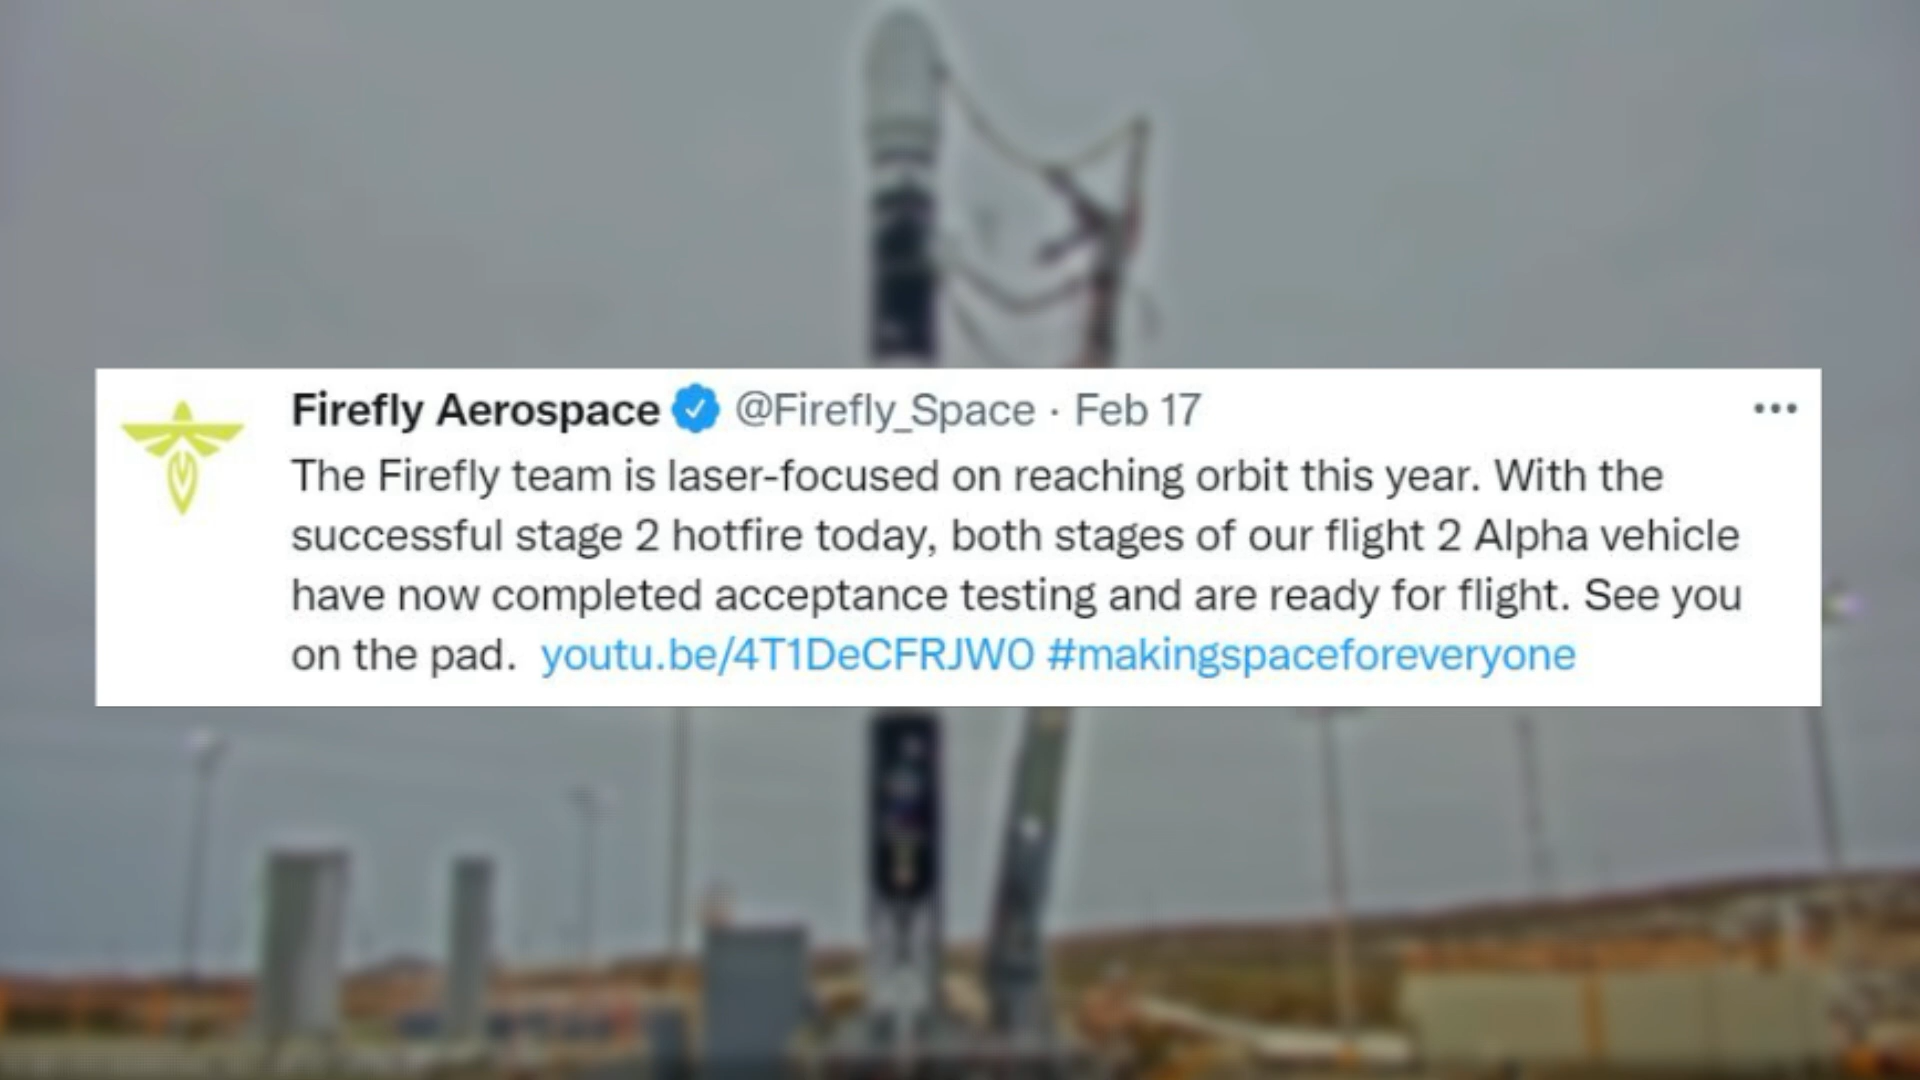 Firefly Aerospace @Firefly_Space · Feb 17
The Firefly team is laser-focused on reaching orbit this year. With the
successful stage 2 hotfire today, both stages of our flight 2 Alpha vehicle
have now completed acceptance testing and are ready for flight. See you
on the pad. youtu.be/4T1DeCFRJW0 #makingspaceforeveryone